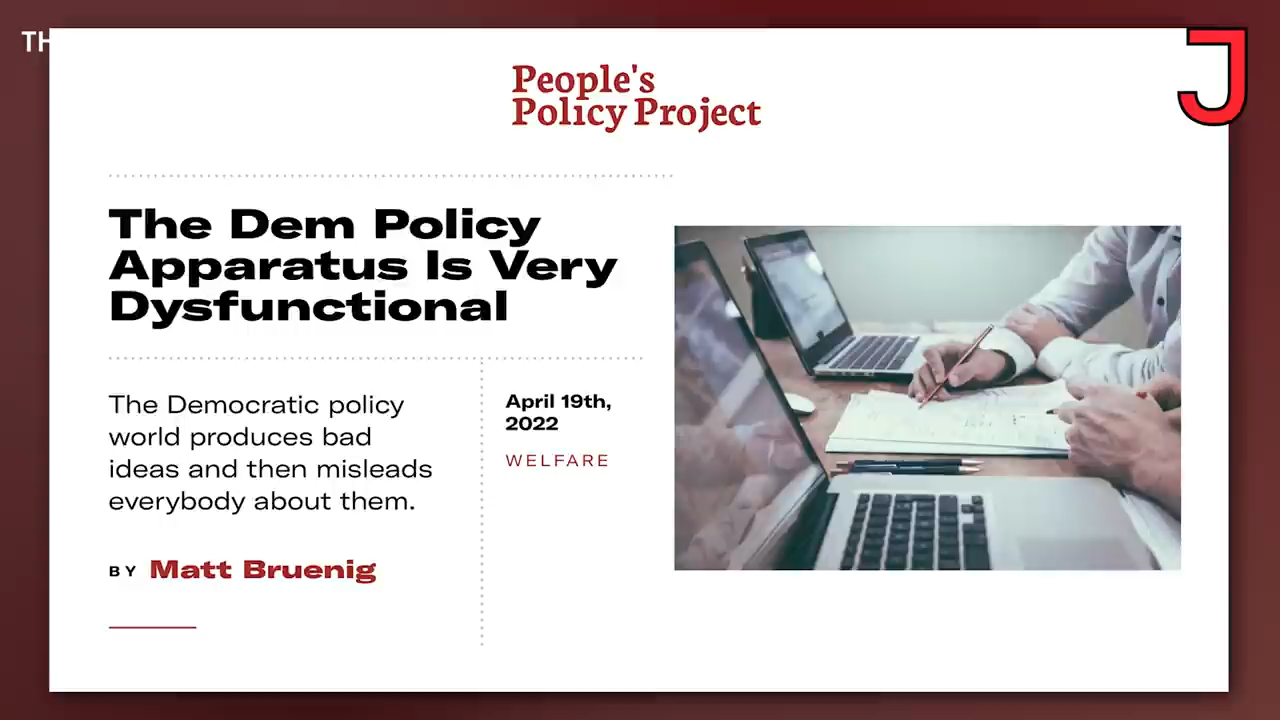 TH
J
People's
Policy Project
The Dem Policy
Apparatus Is Very
Dysfunctional
The Democratic policy
world produces bad
ideas and then misleads
everybody about them.
April 19th,
2022
WELFARE
BY Matt Bruenig